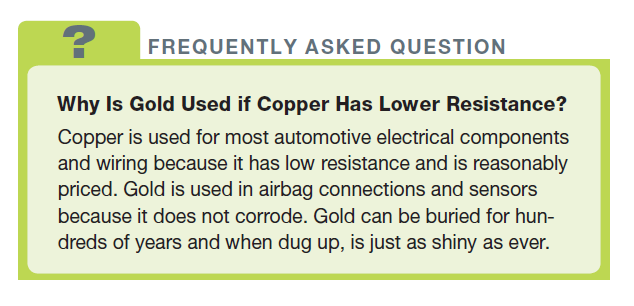 ?
FREQUENTLY ASKED QUESTION
Why Is Gold Used if Copper Has Lower Resistance?
Copper is used for most automotive electrical components
and wiring because it has low resistance and is reasonably
priced. Gold is used in airbag connections and sensors
because it does not corrode. Gold can be buried for hun-
dreds of years and when dug up, is just as shiny as ever.